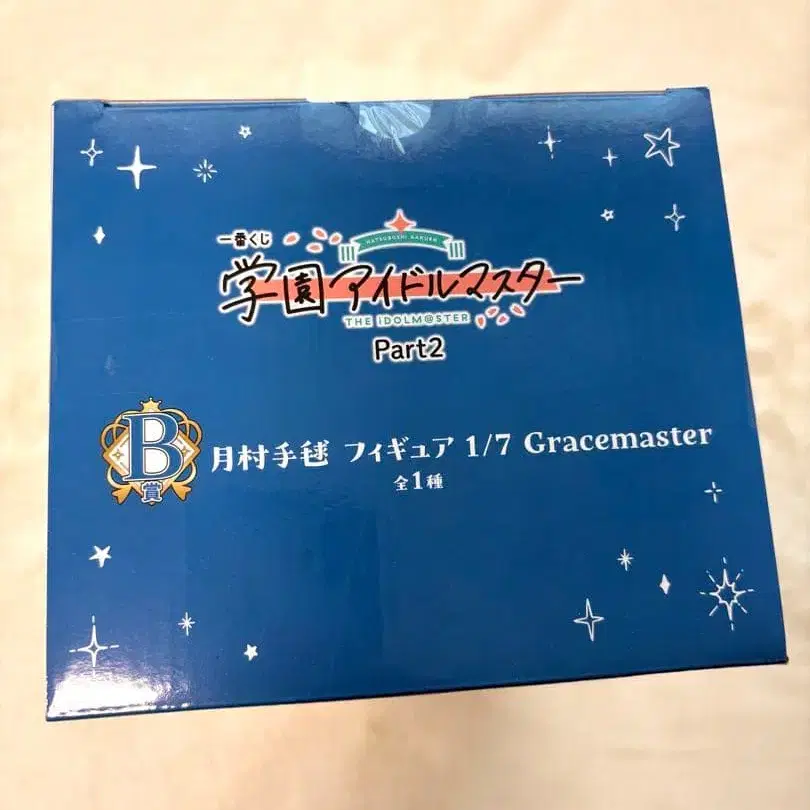 一番くじ
HATSUBOSHI GAKUEN
学園アイドルマスター
THE iDOLM@STER
Part2
B賞
月村手毬 フィギュア 1/7 Gracemaster
全1種